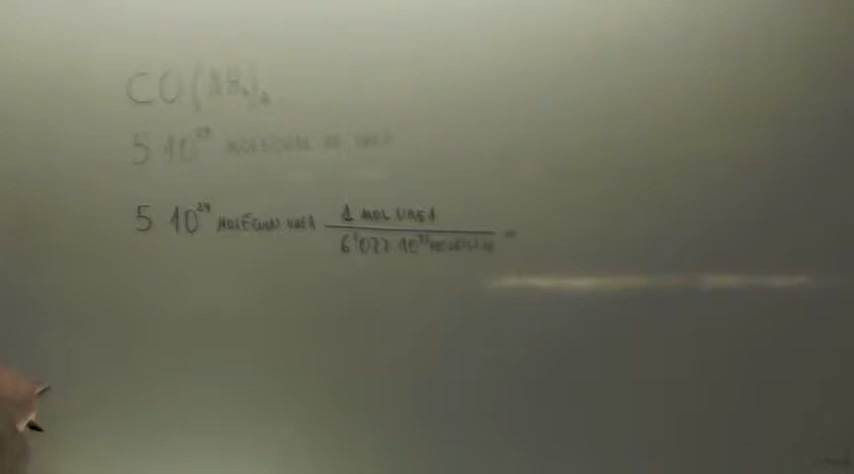 CO(NH₂)₂
5 10²⁴ MOLÉCULAS DE UREA
5 10²⁴ MOLÉCULAS UREA 1 MOL UREA
6'022 10²³ MOLÉCULAS =